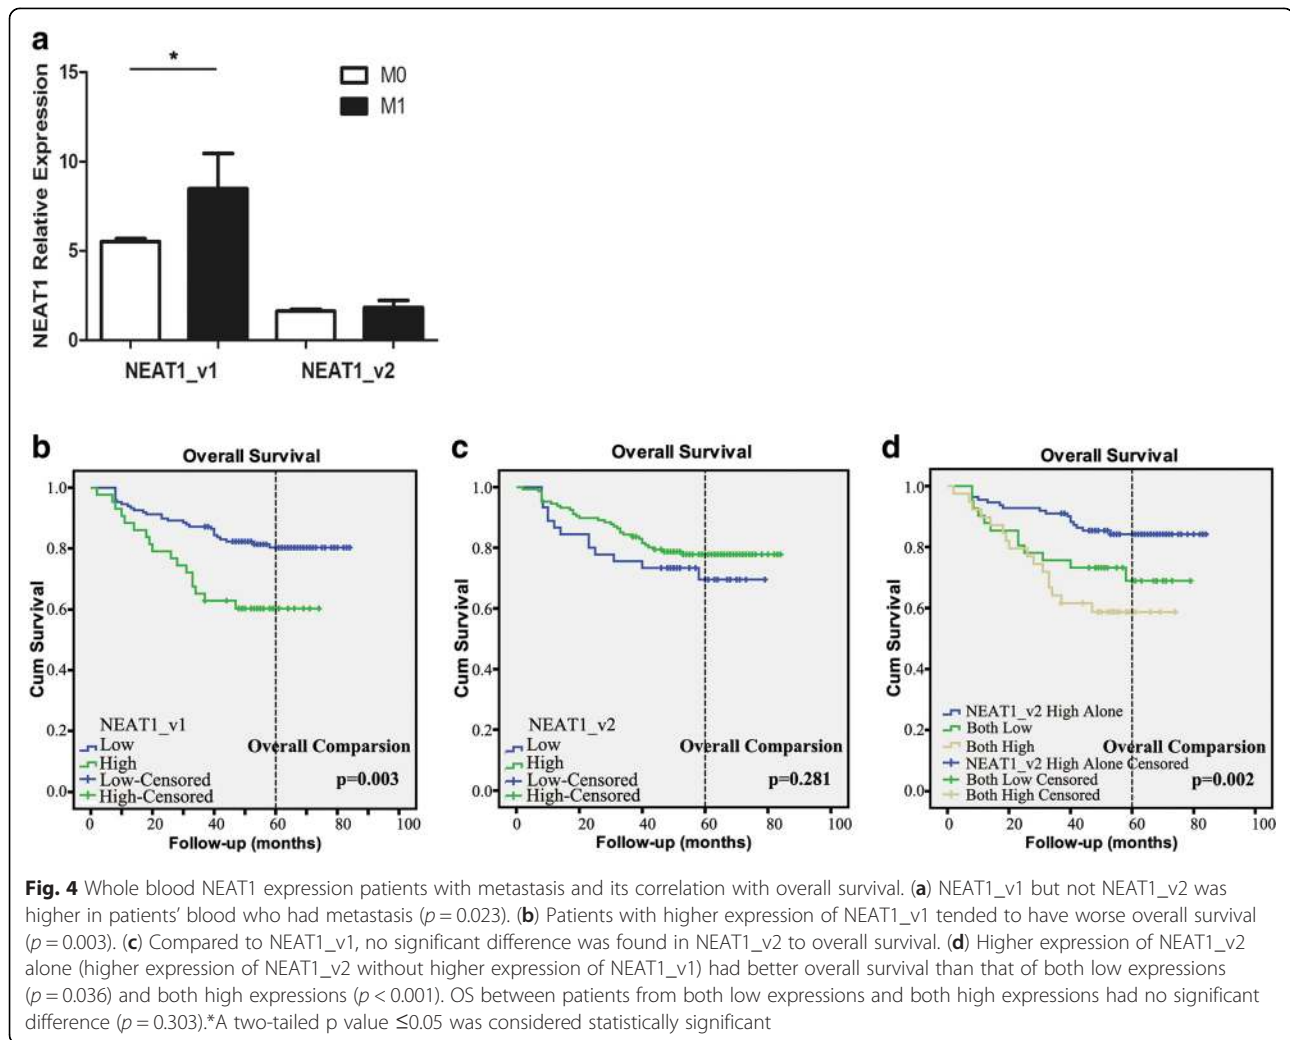 a
*
15
10
5
0
NEAT1 Relative Expression
M0
M1
NEAT1_v1
NEAT1_v2
b
Overall Survival
1.0
0.8
0.6
0.4
0.2
0.0
Cum Survival
NEAT1_v1
Low
High
Low-Censored
High-Censored
Overall Comparsion
p=0.003
0 20 40 60 80 100
Follow-up (months)
c
Overall Survival
1.0
0.8
0.6
0.4
0.2
0.0
Cum Survival
NEAT1_v2
Low
High
Low-Censored
High-Censored
Overall Comparsion
p=0.281
0 20 40 60 80 100
Follow-up (months)
d
Overall Survival
1.0
0.8
0.6
0.4
0.2
0.0
Cum Survival
NEAT1_v2 High Alone
Both Low
Both High
NEAT1_v2 High Alone Censored
Both Low Censored
Both High Censored
Overall Comparsion
p=0.002
0 20 40 60 80 100
Follow-up (months)
Fig. 4 Whole blood NEAT1 expression patients with metastasis and its correlation with overall survival. (a) NEAT1_v1 but not NEAT1_v2 was
higher in patients’ blood who had metastasis (p = 0.023). (b) Patients with higher expression of NEAT1_v1 tended to have worse overall survival
(p = 0.003). (c) Compared to NEAT1_v1, no significant difference was found in NEAT1_v2 to overall survival. (d) Higher expression of NEAT1_v2
alone (higher expression of NEAT1_v2 without higher expression of NEAT1_v1) had better overall survival than that of both low expressions
(p = 0.036) and both high expressions (p < 0.001). OS between patients from both low expressions and both high expressions had no significant
difference (p = 0.303).*A two-tailed p value ≤0.05 was considered statistically significant